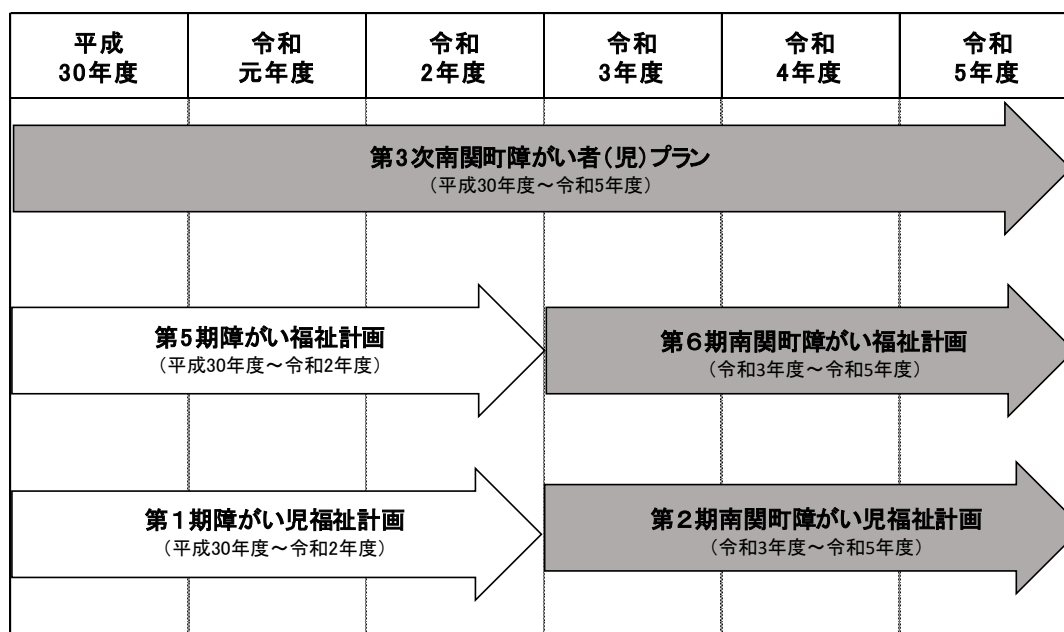 平成
30年度
令和
元年度
令和
2年度
令和
3年度
令和
4年度
令和
5年度
第3次南関町障がい者(児)プラン
(平成30年度～令和5年度)
第5期障がい福祉計画
(平成30年度～令和2年度)
第6期南関町障がい福祉計画
(令和3年度～令和5年度)
第1期障がい児福祉計画
(平成30年度～令和2年度)
第2期南関町障がい児福祉計画
(令和3年度～令和5年度)